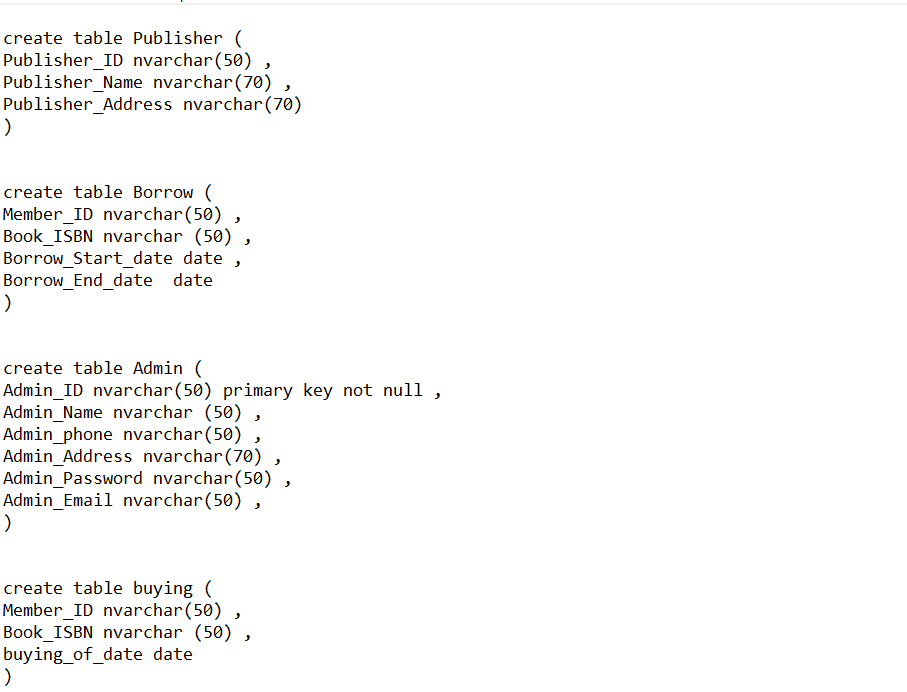 create table Publisher (
Publisher_ID nvarchar(50) ,
Publisher_Name nvarchar(70) ,
Publisher_Address nvarchar(70)
)
create table Borrow (
Member_ID nvarchar(50) ,
Book_ISBN nvarchar (50) ,
Borrow_Start_date date ,
Borrow_End_date  date
)
create table Admin (
Admin_ID nvarchar(50) primary key not null ,
Admin_Name nvarchar (50) ,
Admin_phone nvarchar(50) ,
Admin_Address nvarchar(70) ,
Admin_Password nvarchar(50) ,
Admin_Email nvarchar(50) ,
)
create table buying (
Member_ID nvarchar(50) ,
Book_ISBN nvarchar (50) ,
buying_of_date date
)